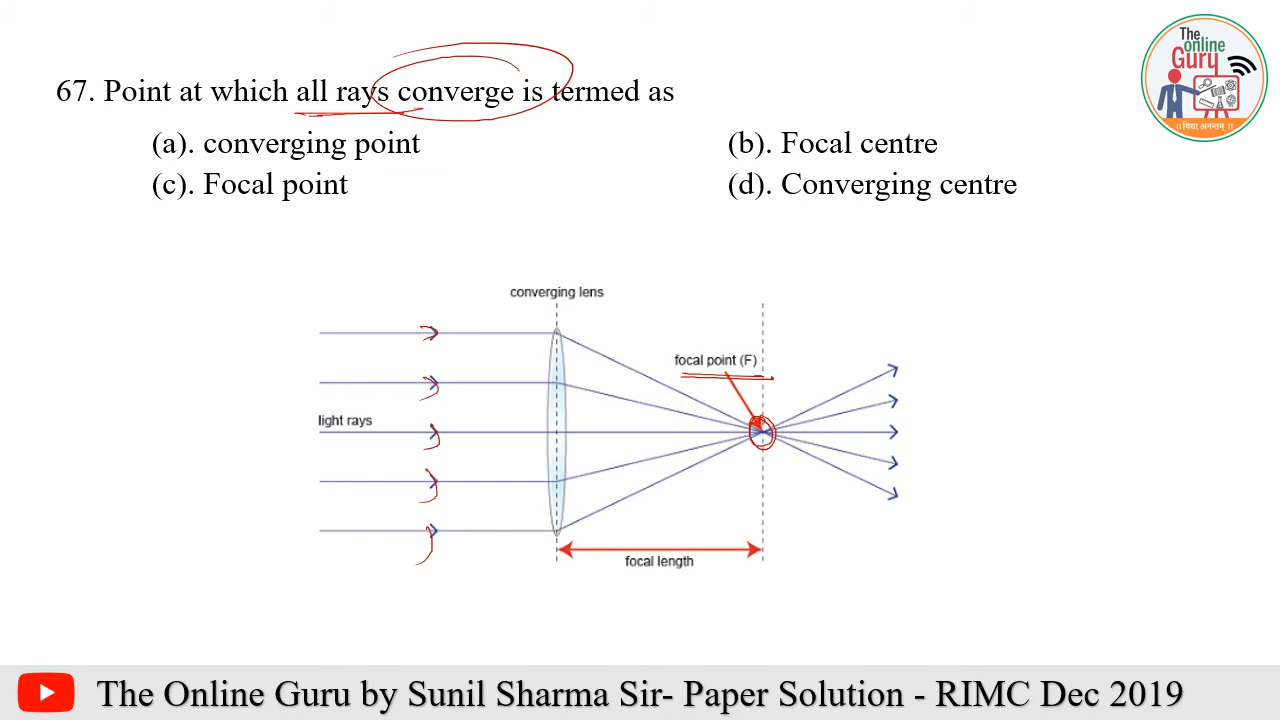 The
online
Guru
।। विद्या अनन्तम् ।।
67. Point at which all rays converge is termed as
(a). converging point
(b). Focal centre
(c). Focal point
(d). Converging centre
converging lens
focal point (F)
light rays
focal length
The Online Guru by Sunil Sharma Sir- Paper Solution - RIMC Dec 2019